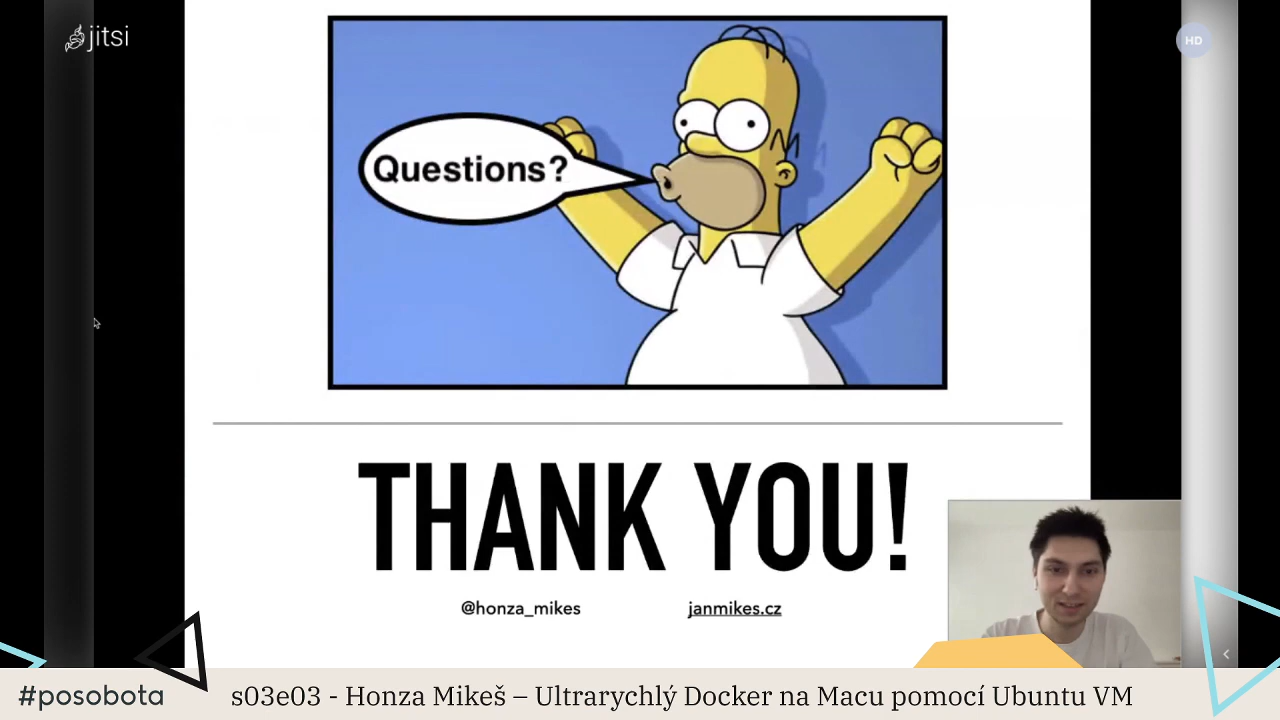 jitsi
HD
Questions?
THANK YOU!
@honza_mikes
janmikes.cz
#posobota
s03e03 - Honza Mikeš – Ultrarychlý Docker na Macu pomocí Ubuntu VM